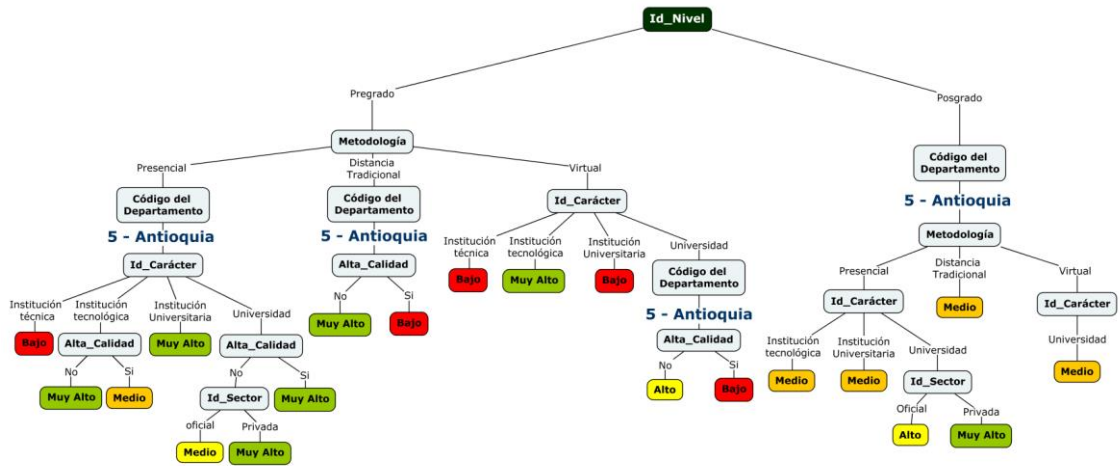 Id_Nivel
Pregrado
Posgrado
Metodología
Presencial
Distancia
Tradicional
Virtual
Código del
Departamento
5 - Antioquia
Id_Carácter
Institución
técnica
Bajo
Institución
tecnológica
Alta_Calidad
No
Muy Alto
Si
Medio
Institución
Universitaria
Muy Alto
Universidad
Alta_Calidad
No
Id_Sector
oficial
Medio
Privada
Muy Alto
Si
Muy Alto
Código del
Departamento
5 - Antioquia
Alta_Calidad
No
Muy Alto
Si
Bajo
Id_Carácter
Institución
técnica
Bajo
Institución
tecnológica
Muy Alto
Institución
Universitaria
Bajo
Universidad
Código del
Departamento
5 - Antioquia
Alta_Calidad
No
Alto
Si
Bajo
Código del
Departamento
5 - Antioquia
Metodología
Presencial
Id_Carácter
Institución
tecnológica
Medio
Institución
Universitaria
Medio
Universidad
Id_Sector
Oficial
Alto
Privada
Muy Alto
Distancia
Tradicional
Medio
Virtual
Id_Carácter
Universidad
Medio